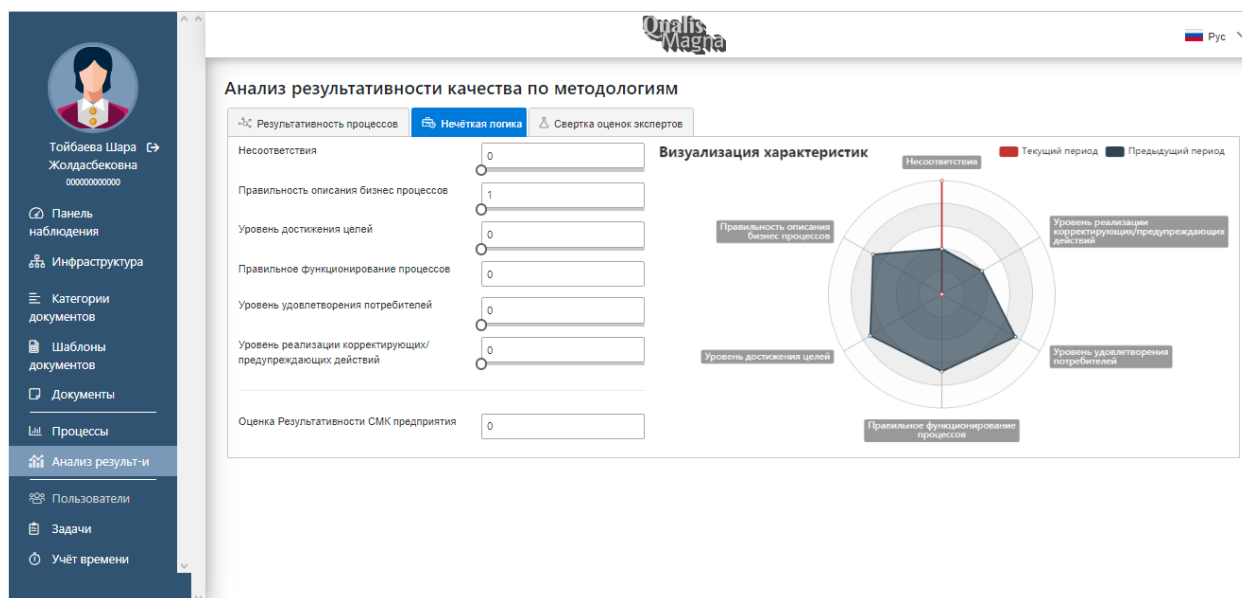 Qualis
Magna
Рус
Тойбаева Шара
Жолдасбековна
000000000000
Панель
наблюдения
Инфраструктура
Категории
документов
Шаблоны
документов
Документы
Процессы
Анализ результ-и
Пользователи
Задачи
Учёт времени
Анализ результативности качества по методологиям
Результативность процессов
Нечёткая логика
Свертка оценок экспертов
Несоответствия
0
Правильность описания бизнес процессов
1
Уровень достижения целей
0
Правильное функционирование процессов
0
Уровень удовлетворения потребителей
0
Уровень реализации корректирующих/
предупреждающих действий
0
Оценка Результативности СМК предприятия
0
Визуализация характеристик
Текущий период
Предыдущий период
Несоответствия
Правильность описания
бизнес процессов
Уровень реализации
корректирующих/предупреждающих
действий
Уровень достижения целей
Уровень удовлетворения
потребителей
Правильное функционирование
процессов